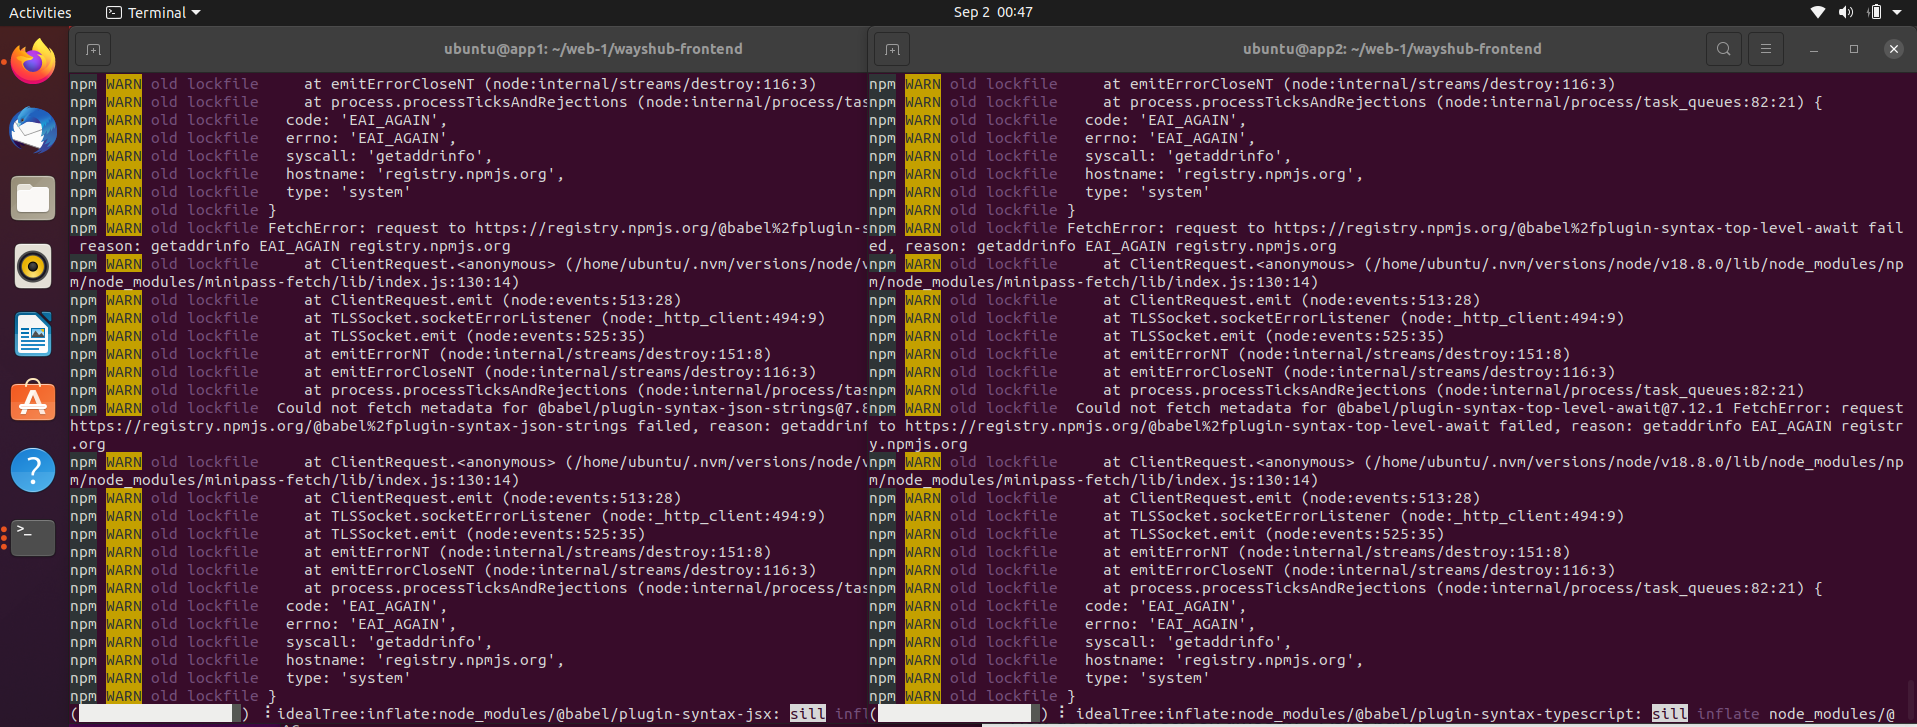 Activities
Terminal
Sep 2 00:47
ubuntu@app1: ~/web-1/wayshub-frontend
npm WARN old lockfile     at emitErrorCloseNT (node:internal/streams/destroy:116:3)
npm WARN old lockfile     at process.processTicksAndRejections (node:internal/process/tas
npm WARN old lockfile   code: 'EAI_AGAIN',
npm WARN old lockfile   errno: 'EAI_AGAIN',
npm WARN old lockfile   syscall: 'getaddrinfo',
npm WARN old lockfile   hostname: 'registry.npmjs.org',
npm WARN old lockfile   type: 'system'
npm WARN old lockfile }
npm WARN old lockfile FetchError: request to https://registry.npmjs.org/@babel%2fplugin-s
reason: getaddrinfo EAI_AGAIN registry.npmjs.org
npm WARN old lockfile     at ClientRequest.<anonymous> (/home/ubuntu/.nvm/versions/node/v
m/node_modules/minipass-fetch/lib/index.js:130:14)
npm WARN old lockfile     at ClientRequest.emit (node:events:513:28)
npm WARN old lockfile     at TLSSocket.socketErrorListener (node:_http_client:494:9)
npm WARN old lockfile     at TLSSocket.emit (node:events:525:35)
npm WARN old lockfile     at emitErrorNT (node:internal/streams/destroy:151:8)
npm WARN old lockfile     at emitErrorCloseNT (node:internal/streams/destroy:116:3)
npm WARN old lockfile     at process.processTicksAndRejections (node:internal/process/tas
npm WARN old lockfile  Could not fetch metadata for @babel/plugin-syntax-json-strings@7.8
https://registry.npmjs.org/@babel%2fplugin-syntax-json-strings failed, reason: getaddrinf
.org
npm WARN old lockfile     at ClientRequest.<anonymous> (/home/ubuntu/.nvm/versions/node/v
m/node_modules/minipass-fetch/lib/index.js:130:14)
npm WARN old lockfile     at ClientRequest.emit (node:events:513:28)
npm WARN old lockfile     at TLSSocket.socketErrorListener (node:_http_client:494:9)
npm WARN old lockfile     at TLSSocket.emit (node:events:525:35)
npm WARN old lockfile     at emitErrorNT (node:internal/streams/destroy:151:8)
npm WARN old lockfile     at emitErrorCloseNT (node:internal/streams/destroy:116:3)
npm WARN old lockfile     at process.processTicksAndRejections (node:internal/process/tas
npm WARN old lockfile   code: 'EAI_AGAIN',
npm WARN old lockfile   errno: 'EAI_AGAIN',
npm WARN old lockfile   syscall: 'getaddrinfo',
npm WARN old lockfile   hostname: 'registry.npmjs.org',
npm WARN old lockfile   type: 'system'
npm WARN old lockfile }
( ) ⠸ idealTree:inflate:node_modules/@babel/plugin-syntax-jsx: sill infl
ubuntu@app2: ~/web-1/wayshub-frontend
npm WARN old lockfile     at emitErrorCloseNT (node:internal/streams/destroy:116:3)
npm WARN old lockfile     at process.processTicksAndRejections (node:internal/process/task_queues:82:21) {
npm WARN old lockfile   code: 'EAI_AGAIN',
npm WARN old lockfile   errno: 'EAI_AGAIN',
npm WARN old lockfile   syscall: 'getaddrinfo',
npm WARN old lockfile   hostname: 'registry.npmjs.org',
npm WARN old lockfile   type: 'system'
npm WARN old lockfile }
npm WARN old lockfile FetchError: request to https://registry.npmjs.org/@babel%2fplugin-syntax-top-level-await fail
ed, reason: getaddrinfo EAI_AGAIN registry.npmjs.org
npm WARN old lockfile     at ClientRequest.<anonymous> (/home/ubuntu/.nvm/versions/node/v18.8.0/lib/node_modules/np
m/node_modules/minipass-fetch/lib/index.js:130:14)
npm WARN old lockfile     at ClientRequest.emit (node:events:513:28)
npm WARN old lockfile     at TLSSocket.socketErrorListener (node:_http_client:494:9)
npm WARN old lockfile     at TLSSocket.emit (node:events:525:35)
npm WARN old lockfile     at emitErrorNT (node:internal/streams/destroy:151:8)
npm WARN old lockfile     at emitErrorCloseNT (node:internal/streams/destroy:116:3)
npm WARN old lockfile     at process.processTicksAndRejections (node:internal/process/task_queues:82:21)
npm WARN old lockfile  Could not fetch metadata for @babel/plugin-syntax-top-level-await@7.12.1 FetchError: request
to https://registry.npmjs.org/@babel%2fplugin-syntax-top-level-await failed, reason: getaddrinfo EAI_AGAIN registr
y.npmjs.org
npm WARN old lockfile     at ClientRequest.<anonymous> (/home/ubuntu/.nvm/versions/node/v18.8.0/lib/node_modules/np
m/node_modules/minipass-fetch/lib/index.js:130:14)
npm WARN old lockfile     at ClientRequest.emit (node:events:513:28)
npm WARN old lockfile     at TLSSocket.socketErrorListener (node:_http_client:494:9)
npm WARN old lockfile     at TLSSocket.emit (node:events:525:35)
npm WARN old lockfile     at emitErrorNT (node:internal/streams/destroy:151:8)
npm WARN old lockfile     at emitErrorCloseNT (node:internal/streams/destroy:116:3)
npm WARN old lockfile     at process.processTicksAndRejections (node:internal/process/task_queues:82:21) {
npm WARN old lockfile   code: 'EAI_AGAIN',
npm WARN old lockfile   errno: 'EAI_AGAIN',
npm WARN old lockfile   syscall: 'getaddrinfo',
npm WARN old lockfile   hostname: 'registry.npmjs.org',
npm WARN old lockfile   type: 'system'
npm WARN old lockfile }
( ) ⠸ idealTree:inflate:node_modules/@babel/plugin-syntax-typescript: sill inflate node_modules/@